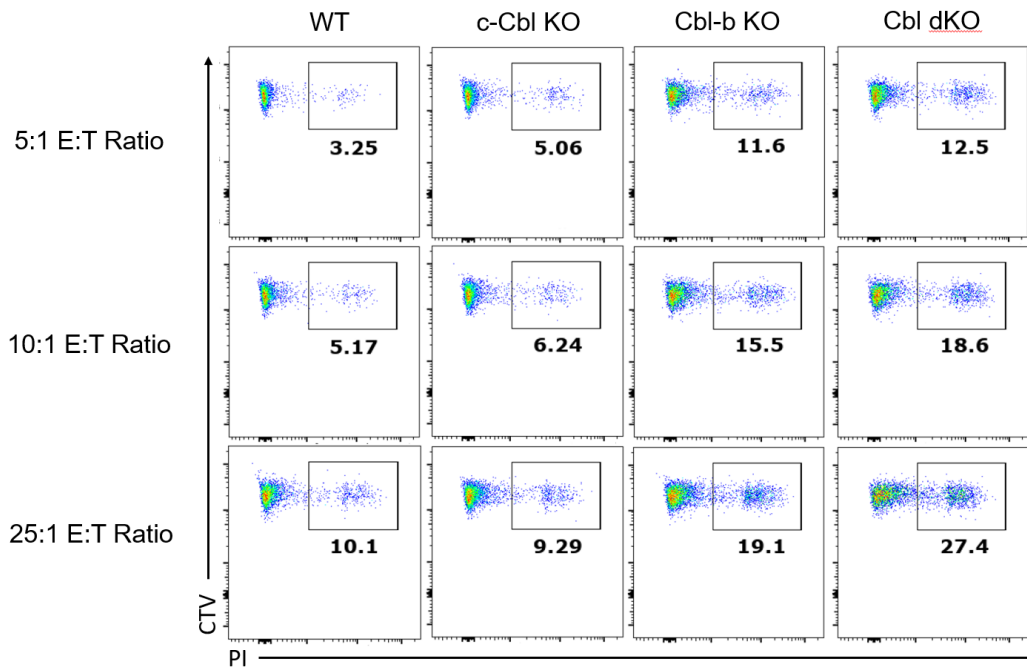 WT c-Cbl KO Cbl-b KO Cbl dKO
5:1 E:T Ratio
3.25 5.06 11.6 12.5
10:1 E:T Ratio
5.17 6.24 15.5 18.6
25:1 E:T Ratio
10.1 9.29 19.1 27.4
CTV
PI